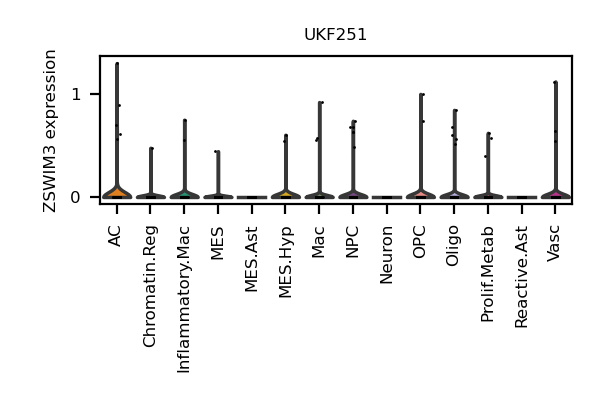 UKF251
ZSWIM3 expression
1
0
AC
Chromatin.Reg
Inflammatory.Mac
MES
MES.Ast
MES.Hyp
Mac
NPC
Neuron
OPC
Oligo
Prolif.Metab
Reactive.Ast
Vasc